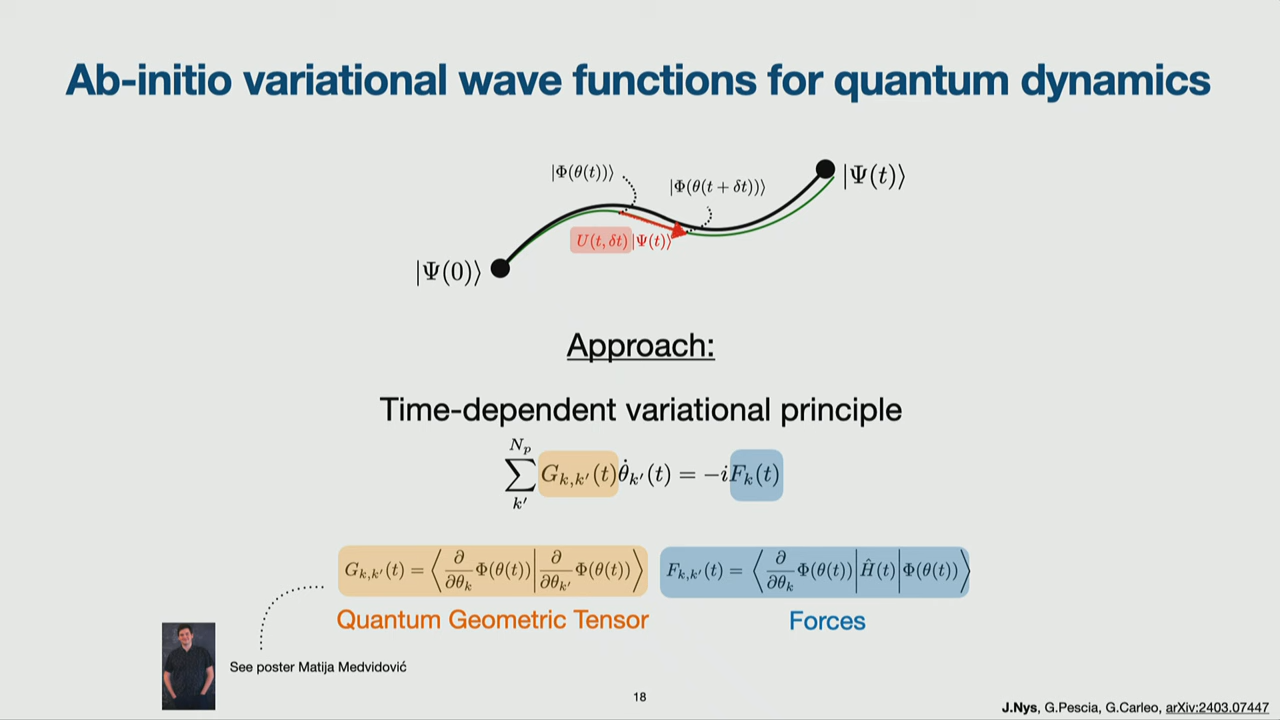 Ab-initio variational wave functions for quantum dynamics
|Φ(θ(t))⟩
|Φ(θ(t + δt))⟩
|Ψ(t)⟩
U(t, δt)|Ψ(t)⟩
|Ψ(0)⟩
Approach:
Time-dependent variational principle
∑_{k′}^{N_p} G_{k,k′}(t)θ̇_{k′}(t) = −iF_k(t)
G_{k,k′}(t) = ⟨∂/∂θ_k Φ(θ(t))|∂/∂θ_{k′} Φ(θ(t))⟩
F_{k,k′}(t) = ⟨∂/∂θ_k Φ(θ(t))|Ĥ(t)|Φ(θ(t))⟩
Quantum Geometric Tensor
Forces
See poster Matija Medvidović
18
J.Nys, G.Pescia, G.Carleo, arXiv:2403.07447